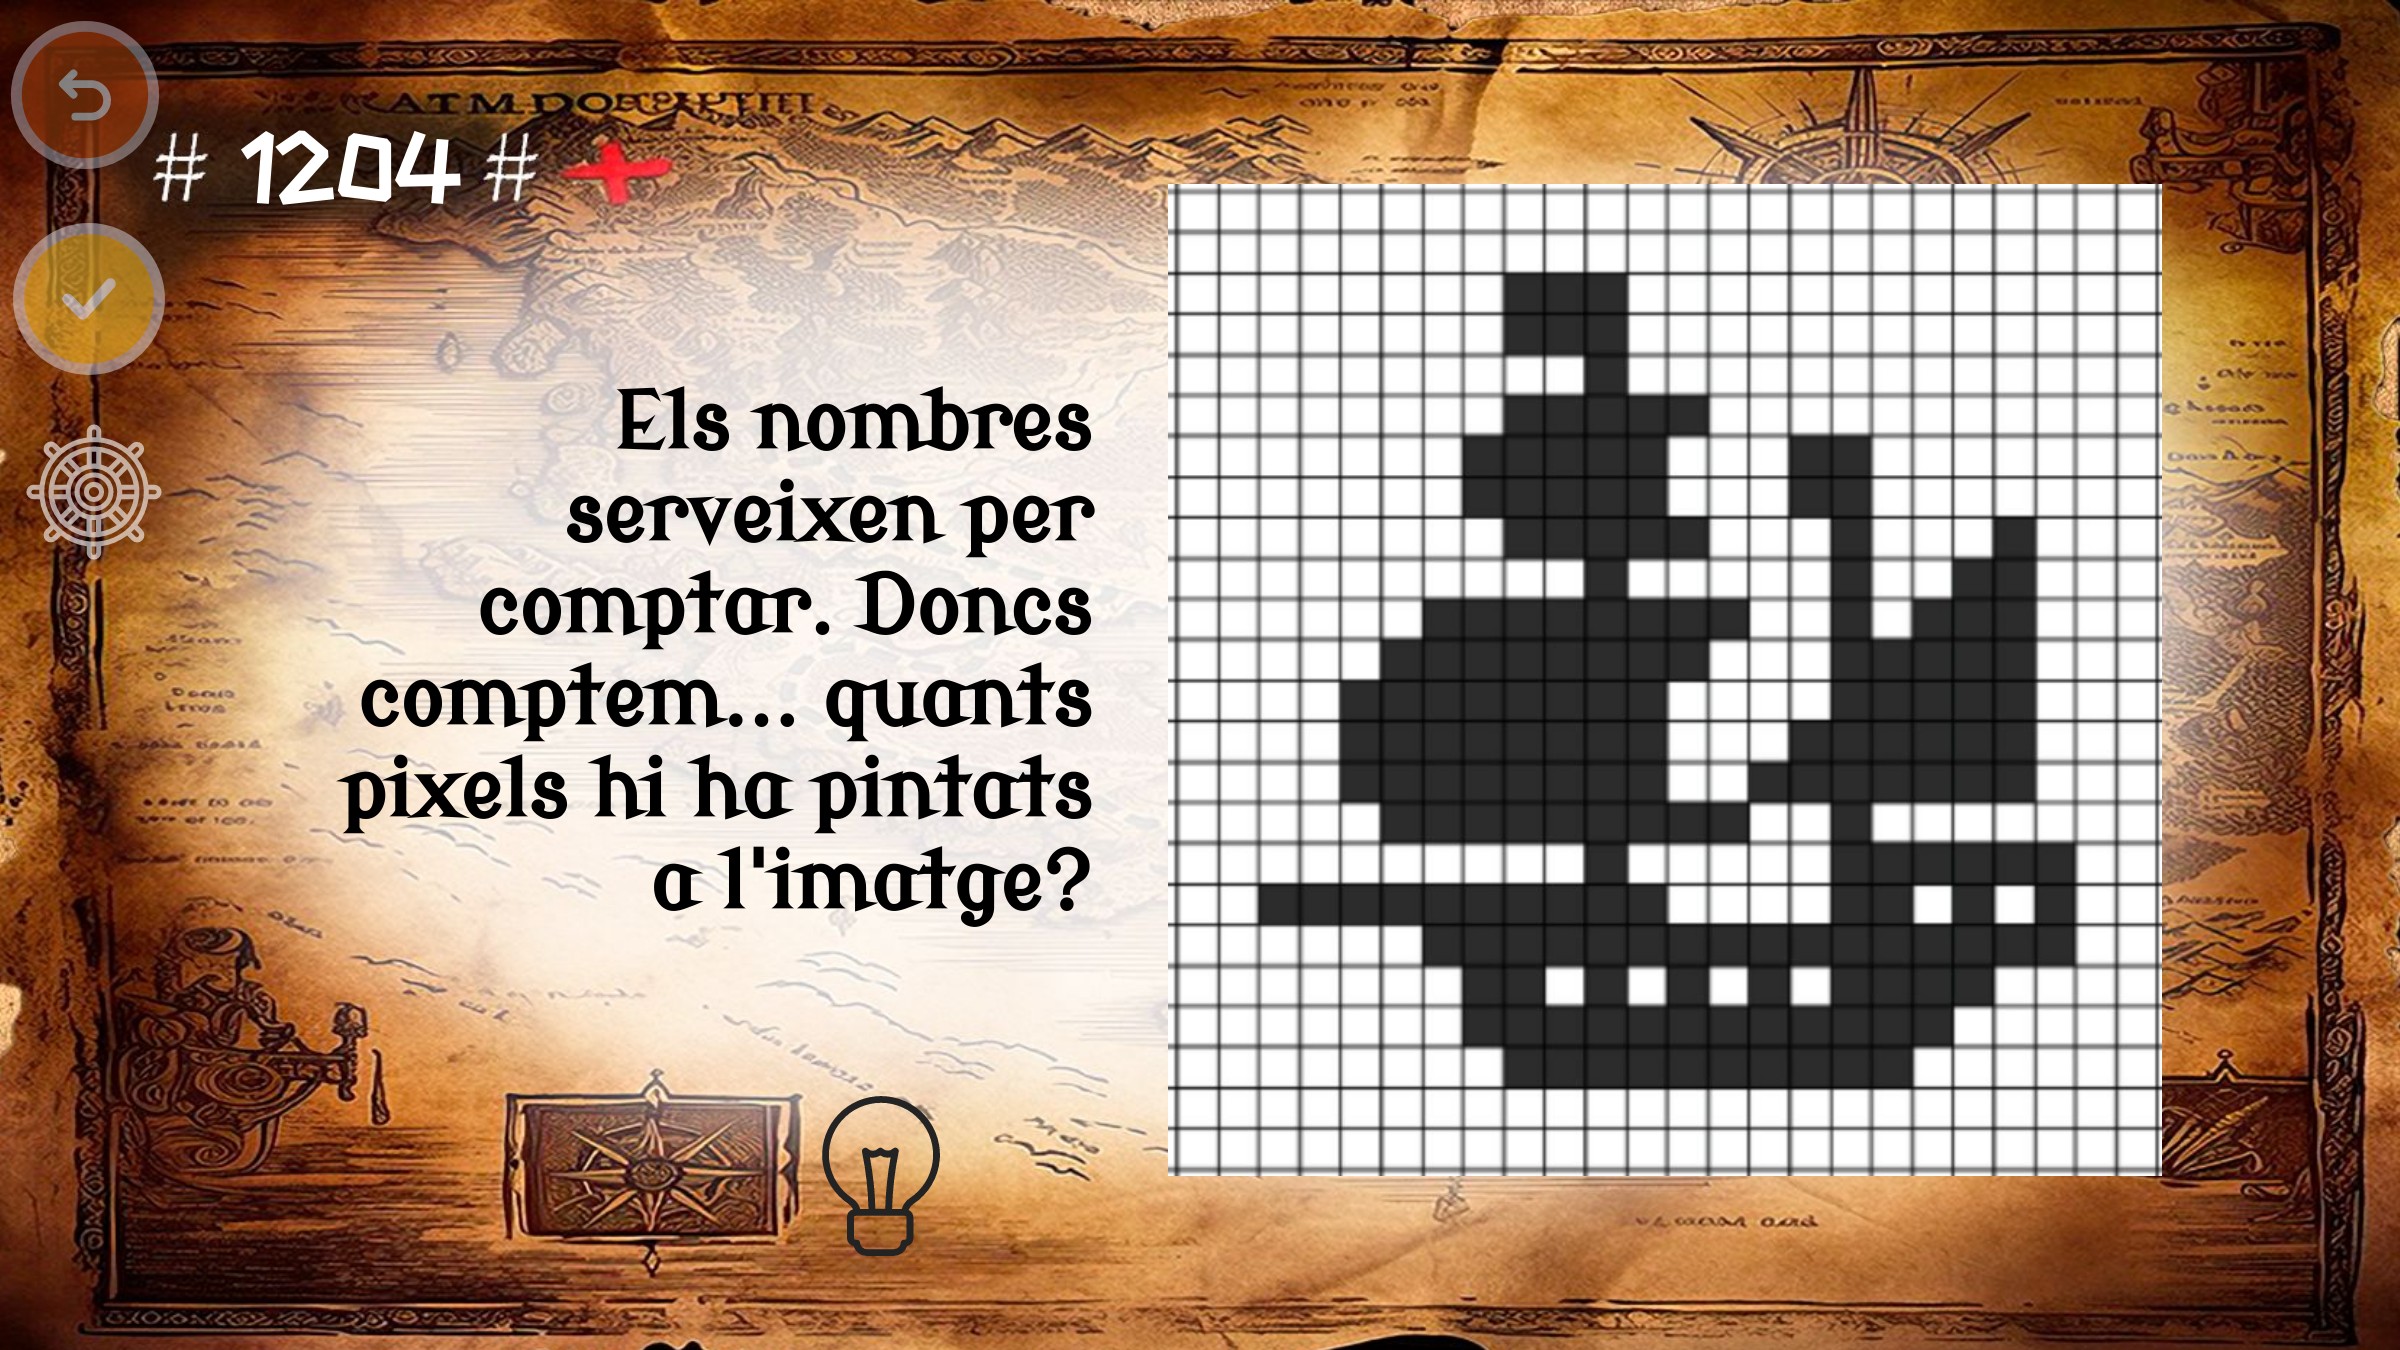 # 1204 #
Els nombres
serveixen per
comptar. Doncs
comptem... quants
pixels hi ha pintats
a l'imatge?